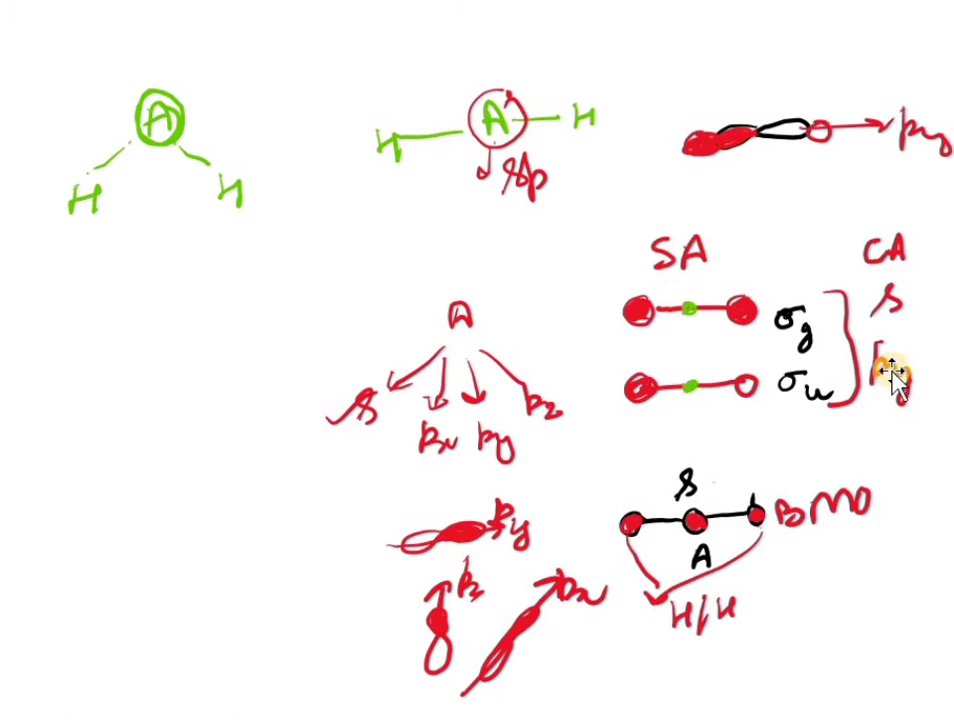 A
H H
H A H
sp
py
SA CA
σg s
σu
A
s px py pz
py
pz px
s
BMO
A
H/H